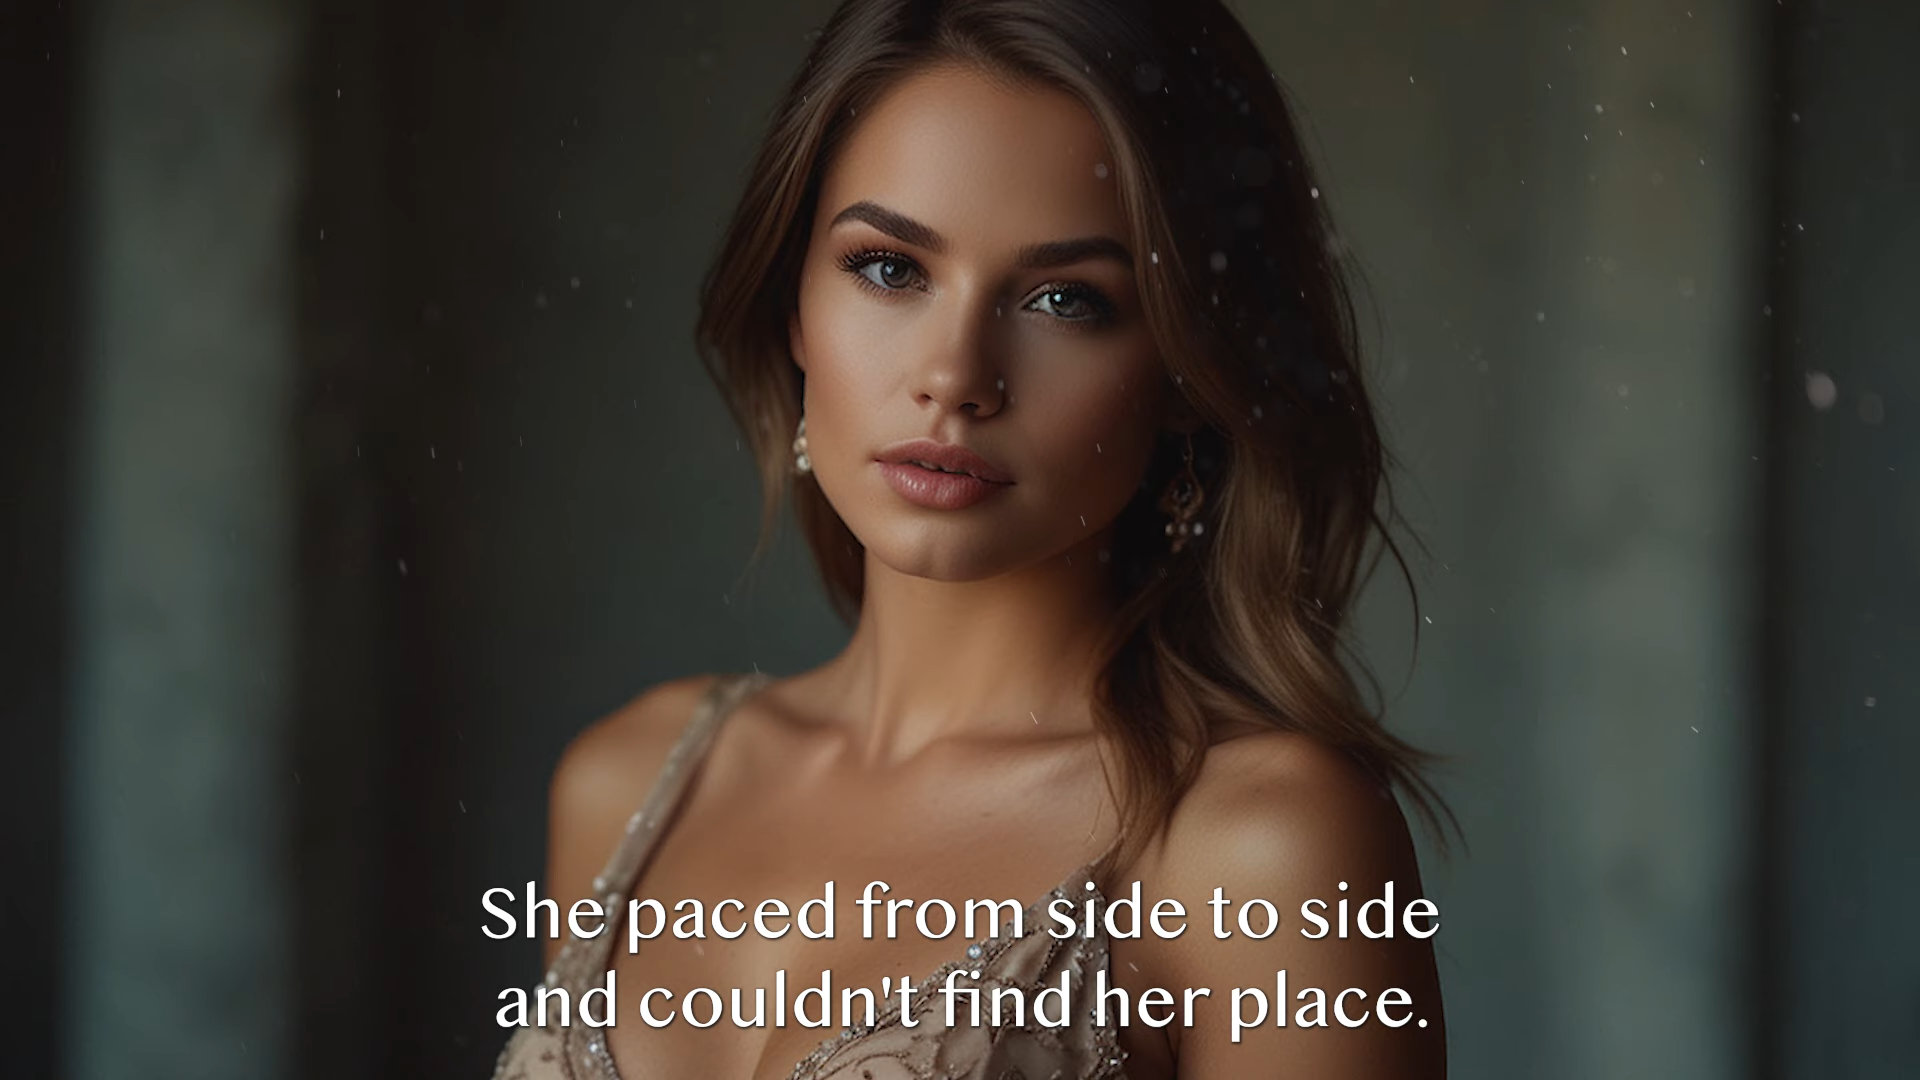 She paced from side to side
and couldn't find her place.